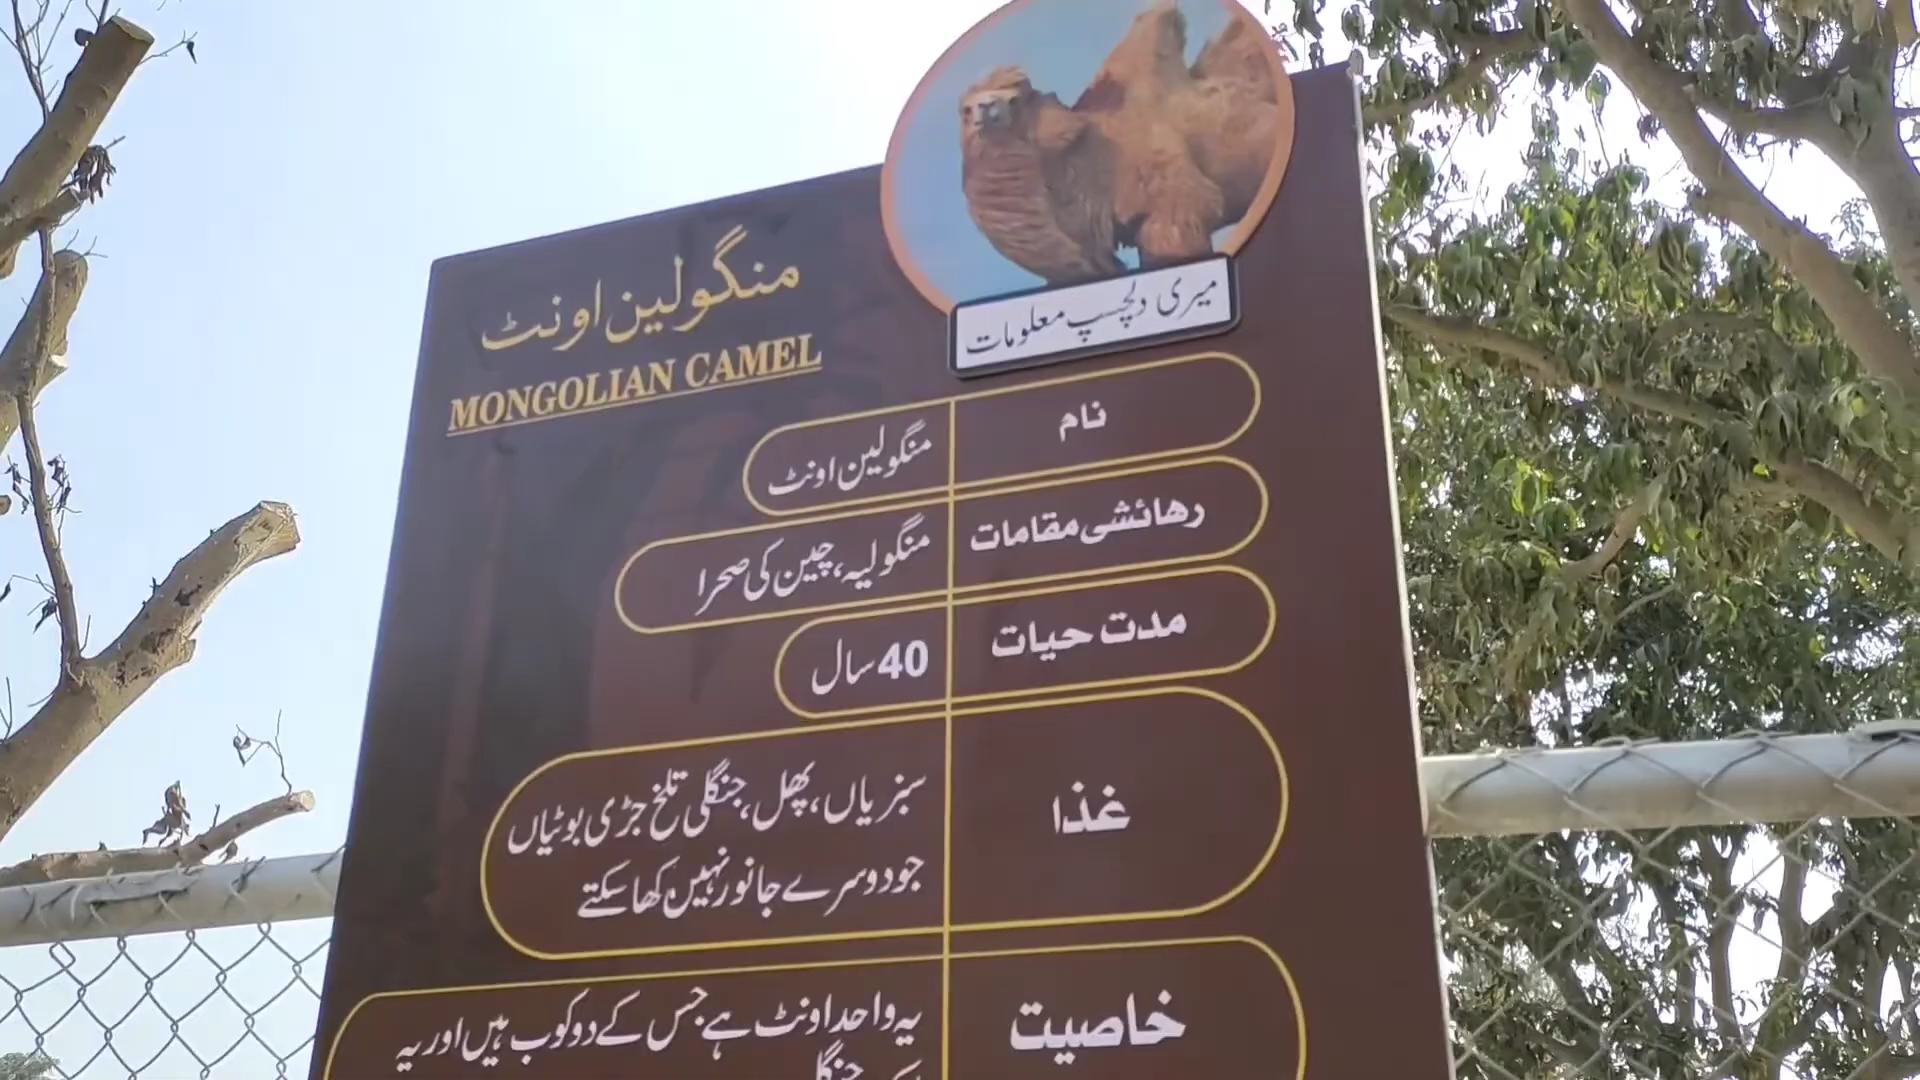 منگولین اونٹ
MONGOLIAN CAMEL
میری دلچسپ معلومات
نام
منگولین اونٹ
رھائشی مقامات
منگولیہ، چین کی صحرا
مدت حیات
40 سال
غذا
سبزیاں، پھل، جنگلی تلخ جڑی بوٹیاں
جو دوسرے جانور نہیں کھا سکتے
خاصیت
یہ واحد اونٹ ہے جس کے دو کوب ہیں اور یہ